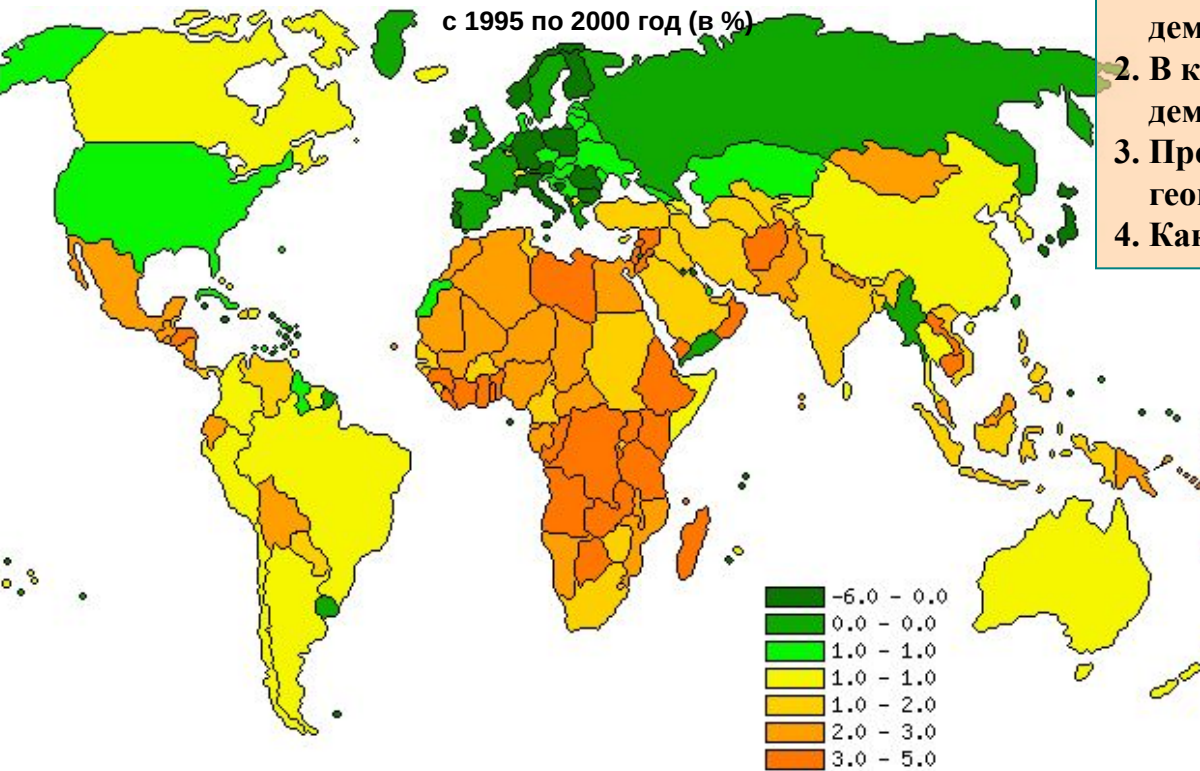 с 1995 по 2000 год (в %)
дем
2. В к
дем
3. Про
гео
4. Как
-6.0 - 0.0
0.0 - 0.0
1.0 - 1.0
1.0 - 1.0
1.0 - 2.0
2.0 - 3.0
3.0 - 5.0